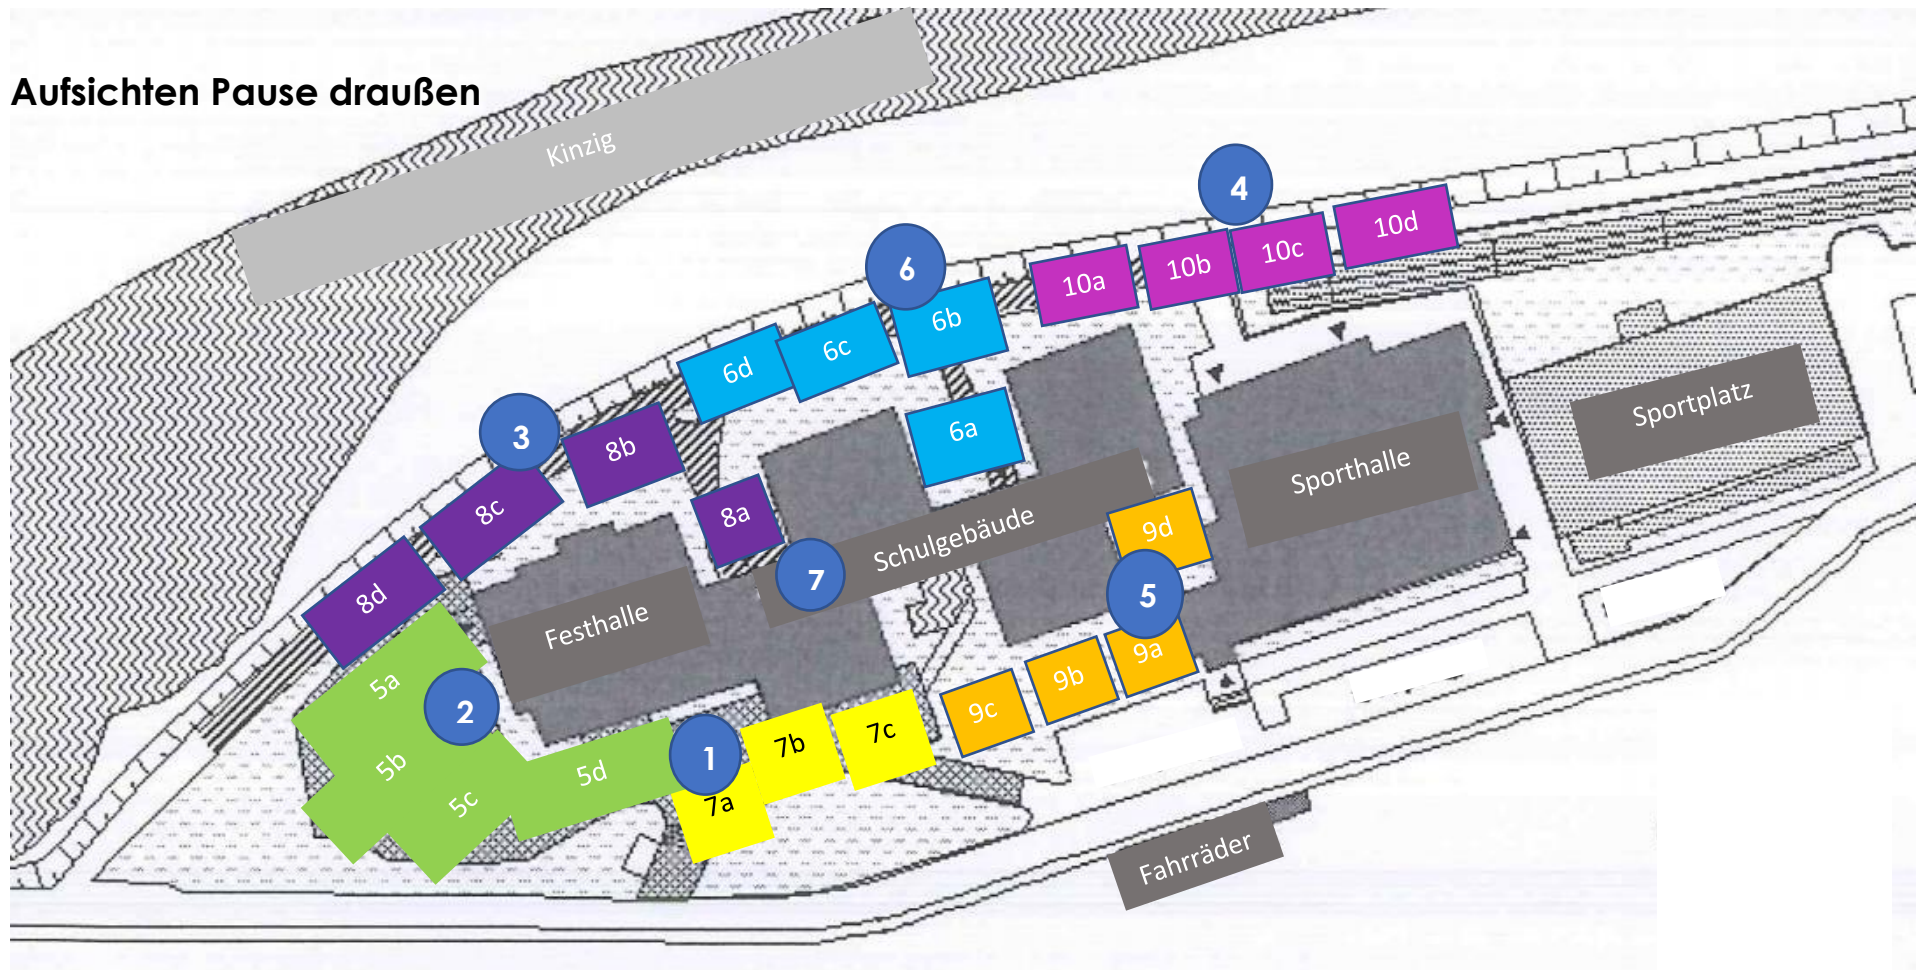 Aufsichten Pause draußen
Kinzig
4
10d
10c
10b
10a
6
6b
6c
6d
6a
3
8b
8c
8a
8d
Sportplatz
Sporthalle
Schulgebäude
9d
7
5
Festhalle
9a
9b
9c
5a
2
5b
5c
5d
1
7a
7b
7c
Fahrräder